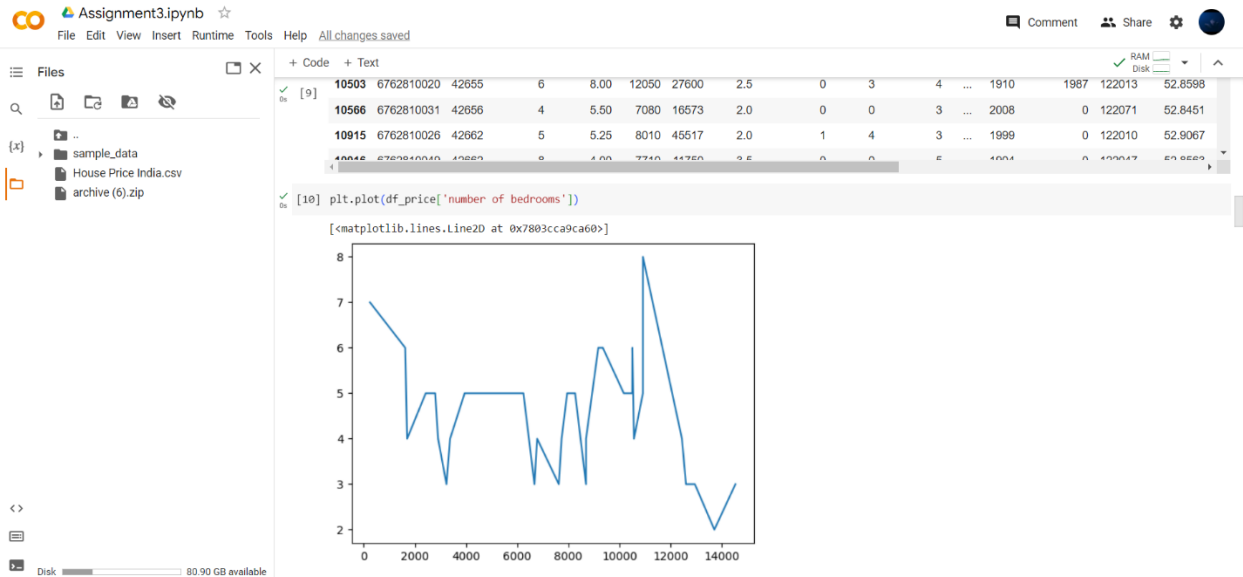 Assignment3.ipynb
File Edit View Insert Runtime Tools Help All changes saved
Comment Share
Files
..
sample_data
House Price India.csv
archive (6).zip
{x}
<>
Disk 80.90 GB available
+ Code + Text
RAM
Disk
0s [9]
10503 6762810020 42655 6 8.00 12050 27600 2.5 0 3 4 ... 1910 1987 122013 52.8598
10566 6762810031 42656 4 5.50 7080 16573 2.0 0 0 3 ... 2008 0 122071 52.8451
10915 6762810026 42662 5 5.25 8010 45517 2.0 1 4 3 ... 1999 0 122010 52.9067
0s [10] plt.plot(df_price['number of bedrooms'])
[<matplotlib.lines.Line2D at 0x7803cca9ca60>]
8
7
6
5
4
3
2
0 2000 4000 6000 8000 10000 12000 14000